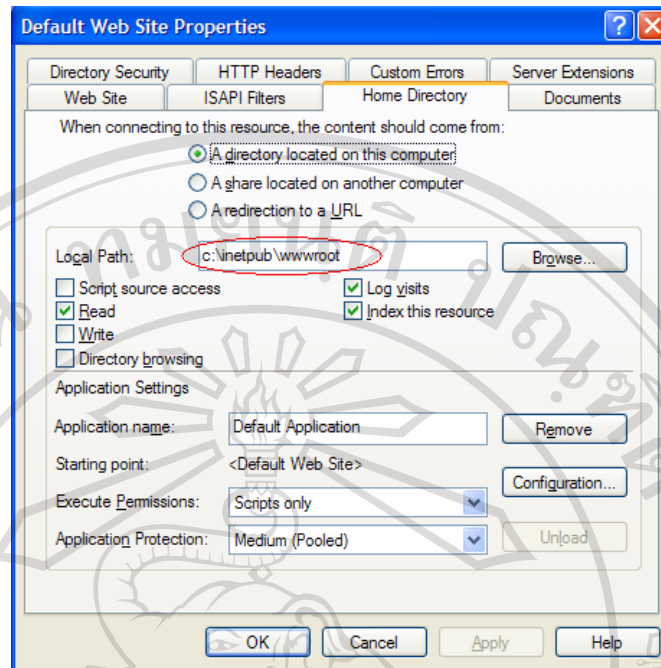 Default Web Site Properties
Directory Security HTTP Headers Custom Errors Server Extensions
Web Site ISAPI Filters Home Directory Documents
When connecting to this resource, the content should come from:
A directory located on this computer
A share located on another computer
A redirection to a URL
Local Path: c:\inetpub\wwwroot Browse...
Script source access Log visits
Read Index this resource
Write
Directory browsing
Application Settings
Application name: Default Application Remove
Starting point: <Default Web Site>
Configuration...
Execute Permissions: Scripts only
Application Protection: Medium (Pooled) Unload
OK Cancel Apply Help